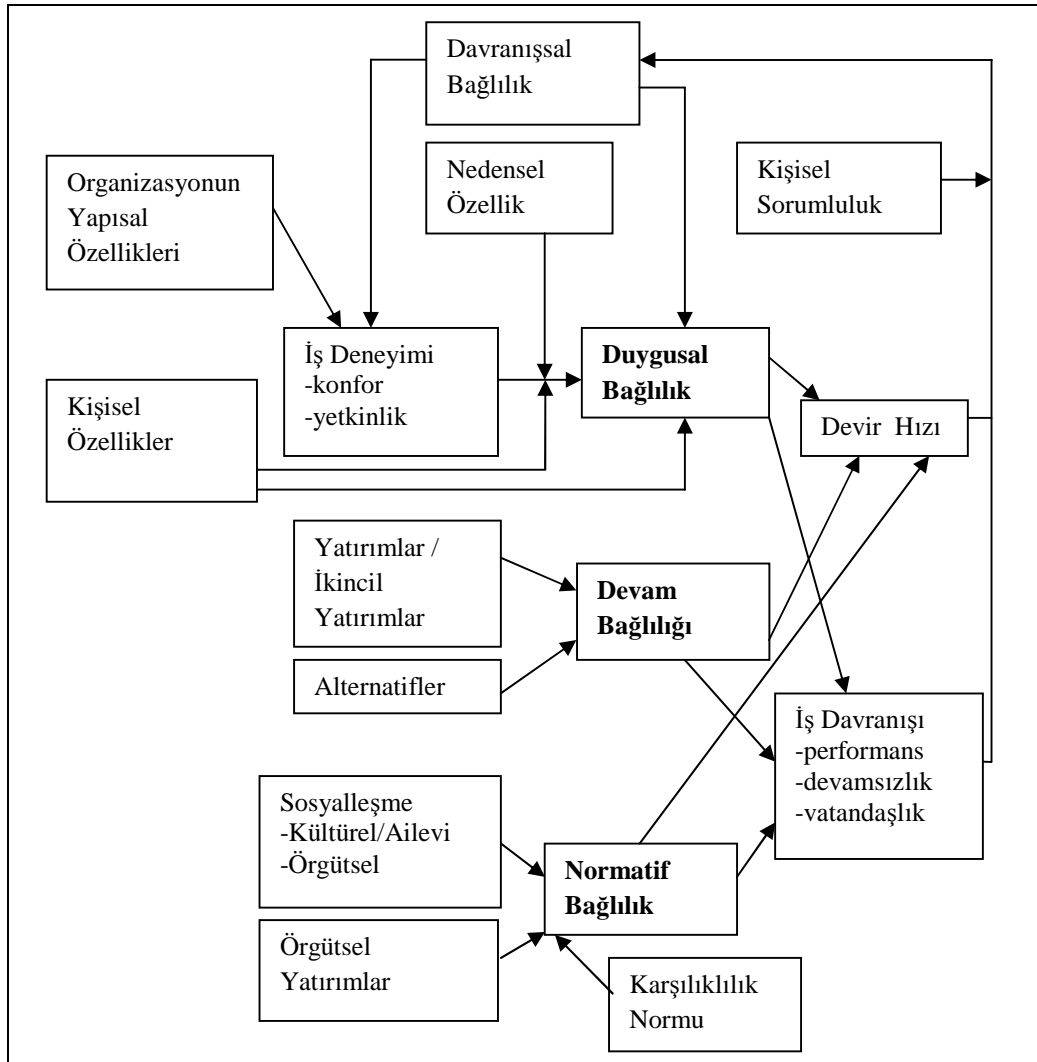 Davranışsal
Bağlılık
Organizasyonun
Yapısal
Özellikleri
Nedensel
Özellik
Kişisel
Sorumluluk
İş Deneyimi
-konfor
-yetkinlik
Duygusal
Bağlılık
Kişisel
Özellikler
Devir Hızı
Yatırımlar /
İkincil
Yatırımlar
Devam
Bağlılığı
Alternatifler
İş Davranışı
-performans
-devamsızlık
-vatandaşlık
Sosyalleşme
-Kültürel/Ailevi
-Örgütsel
Normatif
Bağlılık
Örgütsel
Yatırımlar
Karşılıklılık
Normu